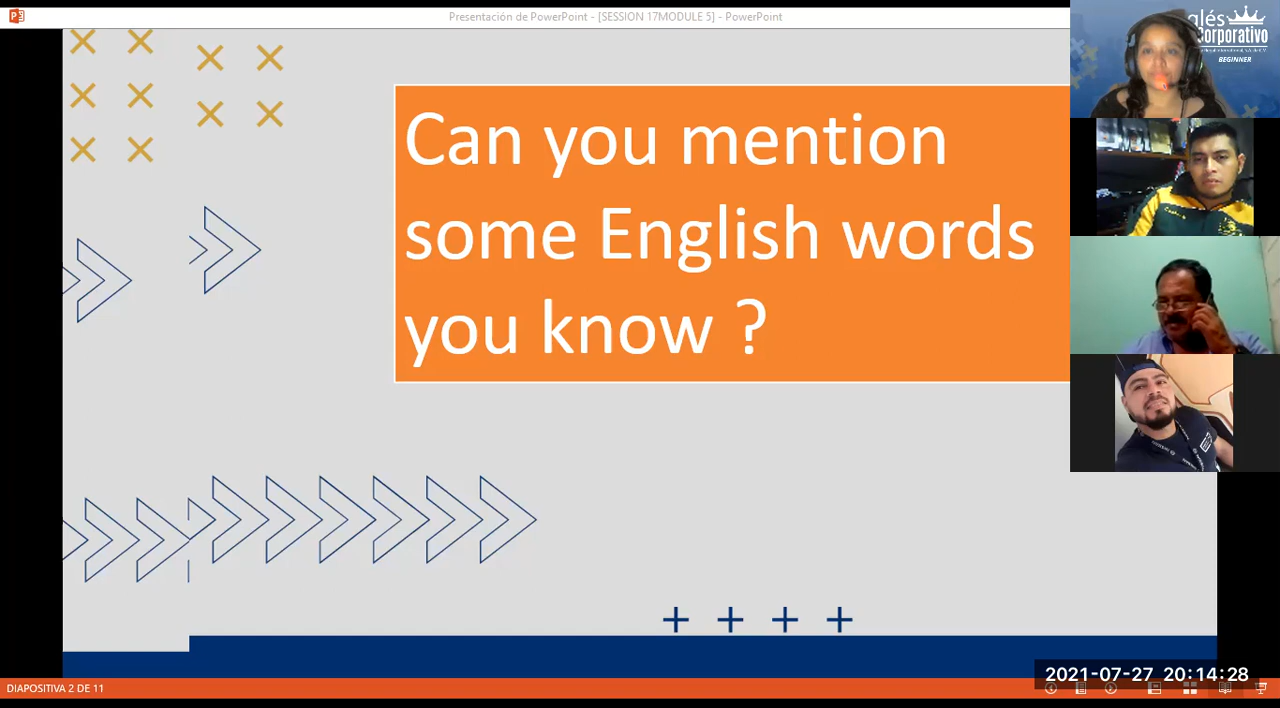 Presentación de PowerPoint - [SESSION 17MODULE 5] - PowerPoint
glés
Corporativo
BEGINNER
Can you mention
some English words
you know ?
2021-07-27 20:14:28
DIAPOSITIVA 2 DE 11